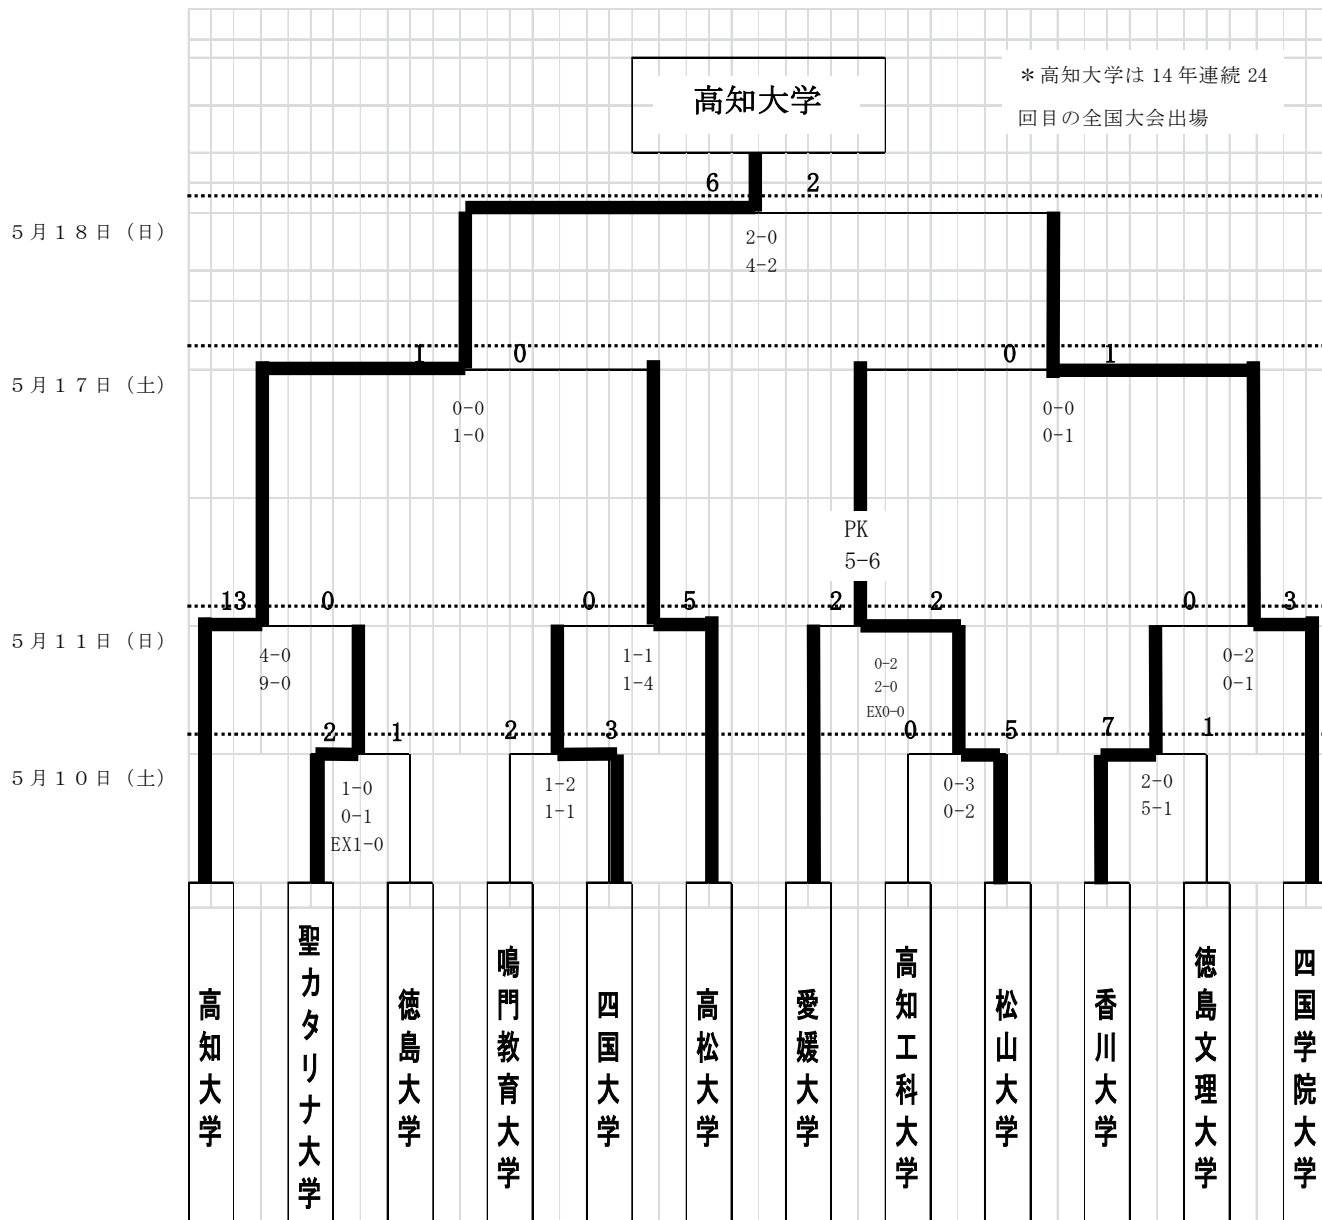 ＊高知大学は 14 年連続 24
回目の全国大会出場
高知大学
6 2
５月１８日（日）
2-0
4-2
1 0 0 1
５月１７日（土）
0-0 0-0
1-0 0-1
PK
5-6
13 0 0 5 2 2 0 3
５月１１日（日）
4-0 1-1 0-2 0-2
9-0 1-4 2-0 0-1
EX0-0
2 1 2 3 0 5 7 1
５月１０日（土）
1-0 1-2 0-3 2-0
0-1 1-1 0-2 5-1
EX1-0
高知大学
聖カタリナ大学
徳島大学
鳴門教育大学
四国大学
高松大学
愛媛大学
高知工科大学
松山大学
香川大学
徳島文理大学
四国学院大学